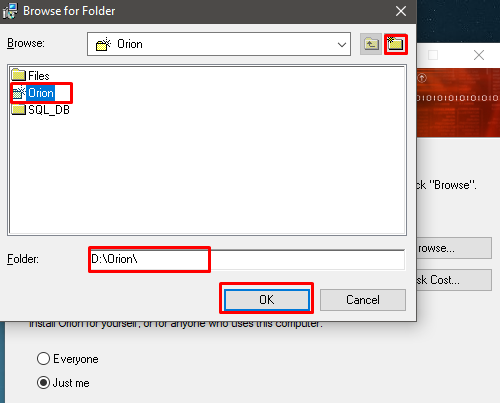 Browse for Folder
Browse:
Orion
Files
Orion
SQL_DB
Folder:
D:\Orion\
OK
Cancel
ck "Browse".
rowse...
sk Cost...
Install Orion for yourself, or for anyone who uses this computer:
Everyone
Just me